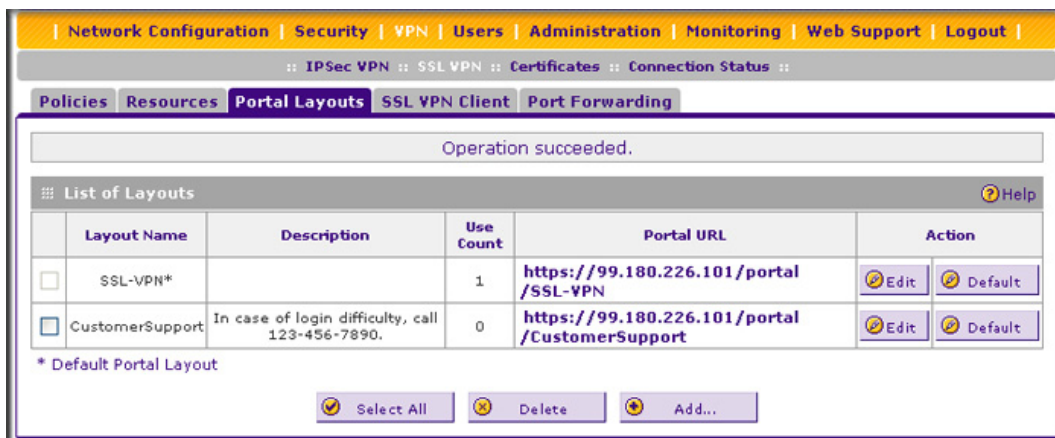 | Network Configuration | Security | VPN | Users | Administration | Monitoring | Web Support | Logout |
:: IPSec VPN :: SSL VPN :: Certificates :: Connection Status ::
Policies Resources Portal Layouts SSL VPN Client Port Forwarding
Operation succeeded.
List of Layouts ? Help
Layout Name Description Use Count Portal URL Action
SSL-VPN* 1 https://99.180.226.101/portal/SSL-VPN Edit Default
CustomerSupport In case of login difficulty, call 123-456-7890. 0 https://99.180.226.101/portal/CustomerSupport Edit Default
* Default Portal Layout
Select All Delete Add...